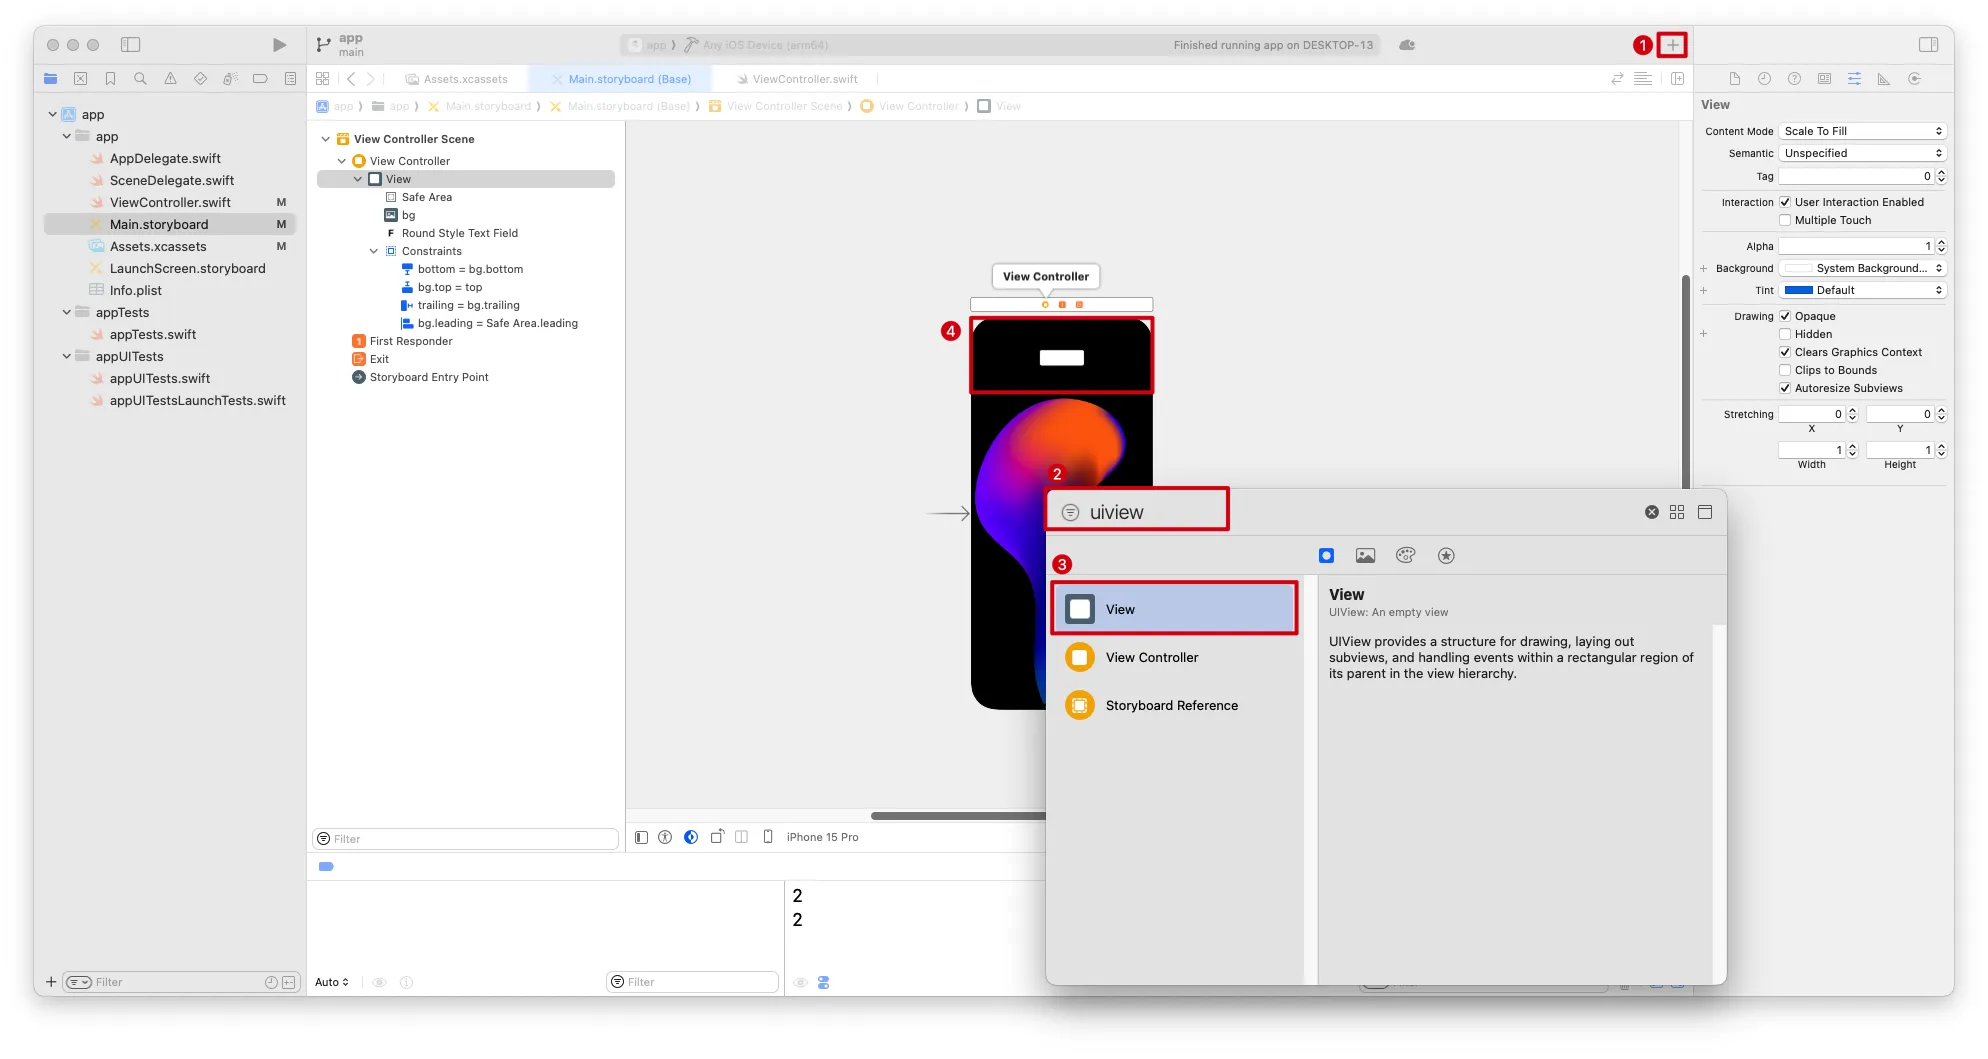 app
main
app
Any iOS Device (arm64)
Finished running app on DESKTOP-13
1
Assets.xcassets
Main.storyboard (Base)
ViewController.swift
app
app
Main.storyboard
Main.storyboard (Base)
View Controller Scene
View Controller
View
app
app
AppDelegate.swift
SceneDelegate.swift
ViewController.swift M
Main.storyboard M
Assets.xcassets M
LaunchScreen.storyboard
Info.plist
appTests
appTests.swift
appUITests
appUITests.swift
appUITestsLaunchTests.swift
Filter
View Controller Scene
View Controller
View
Safe Area
bg
F Round Style Text Field
Constraints
bottom = bg.bottom
bg.top = top
trailing = bg.trailing
bg.leading = Safe Area.leading
1 First Responder
Exit
Storyboard Entry Point
Filter
View Controller
4
iPhone 15 Pro
2
2
Auto
Filter
2
uiview
3
View
View Controller
Storyboard Reference
View
UIView: An empty view
UIView provides a structure for drawing, laying out
subviews, and handling events within a rectangular region of
its parent in the view hierarchy.
View
Content Mode Scale To Fill
Semantic Unspecified
Tag 0
Interaction User Interaction Enabled
Multiple Touch
Alpha 1
Background System Background...
Tint Default
Drawing Opaque
Hidden
Clears Graphics Context
Clips to Bounds
Autoresize Subviews
Stretching 0 0
X Y
1 1
Width Height